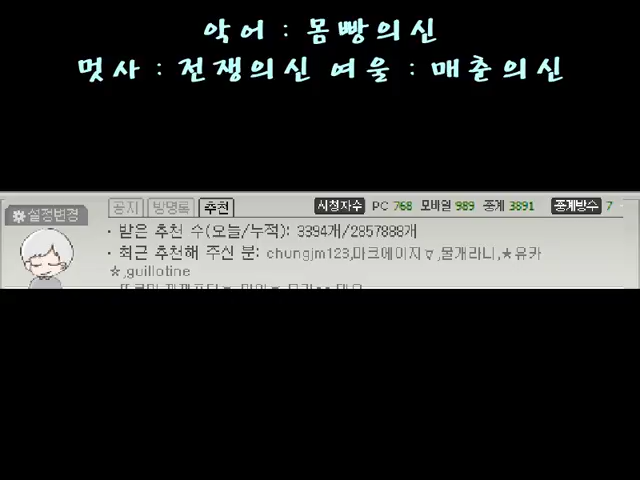 악어 : 몸빵의신
멋사 : 전쟁의신 여울 : 매출의신
설정변경 공지 방명록 추천 시청자수 PC 768 모바일 989 중계 3891 중계방수 7
· 받은 추천 수(오늘/누적): 3394개/2857888개
· 최근 추천해 주신 분: chungjm123,마크에이지▽,물개라니,★유카
☆,guillotine